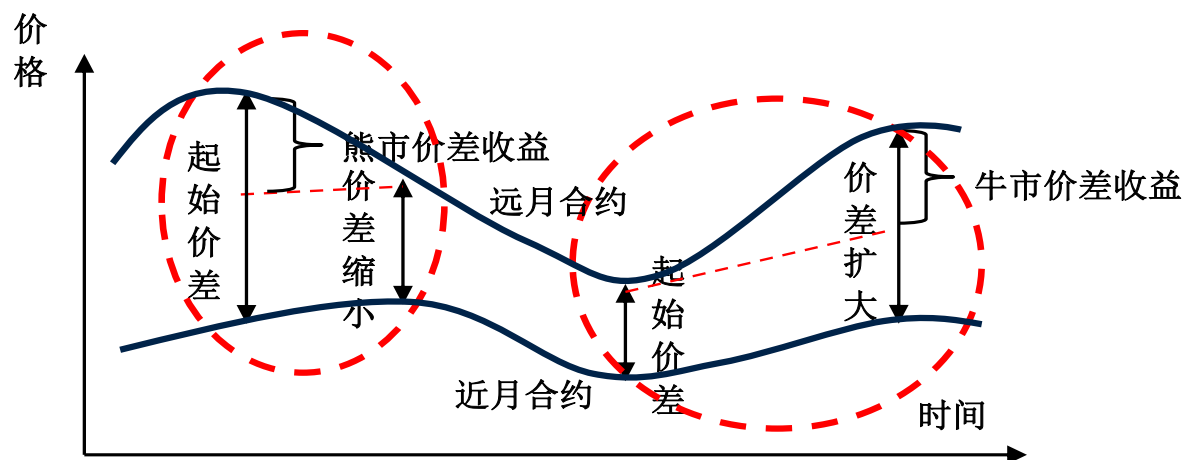 价格
起始价差
熊市价差收益
价差缩小
远月合约
近月合约
起始价差
价差扩大
牛市价差收益
时间